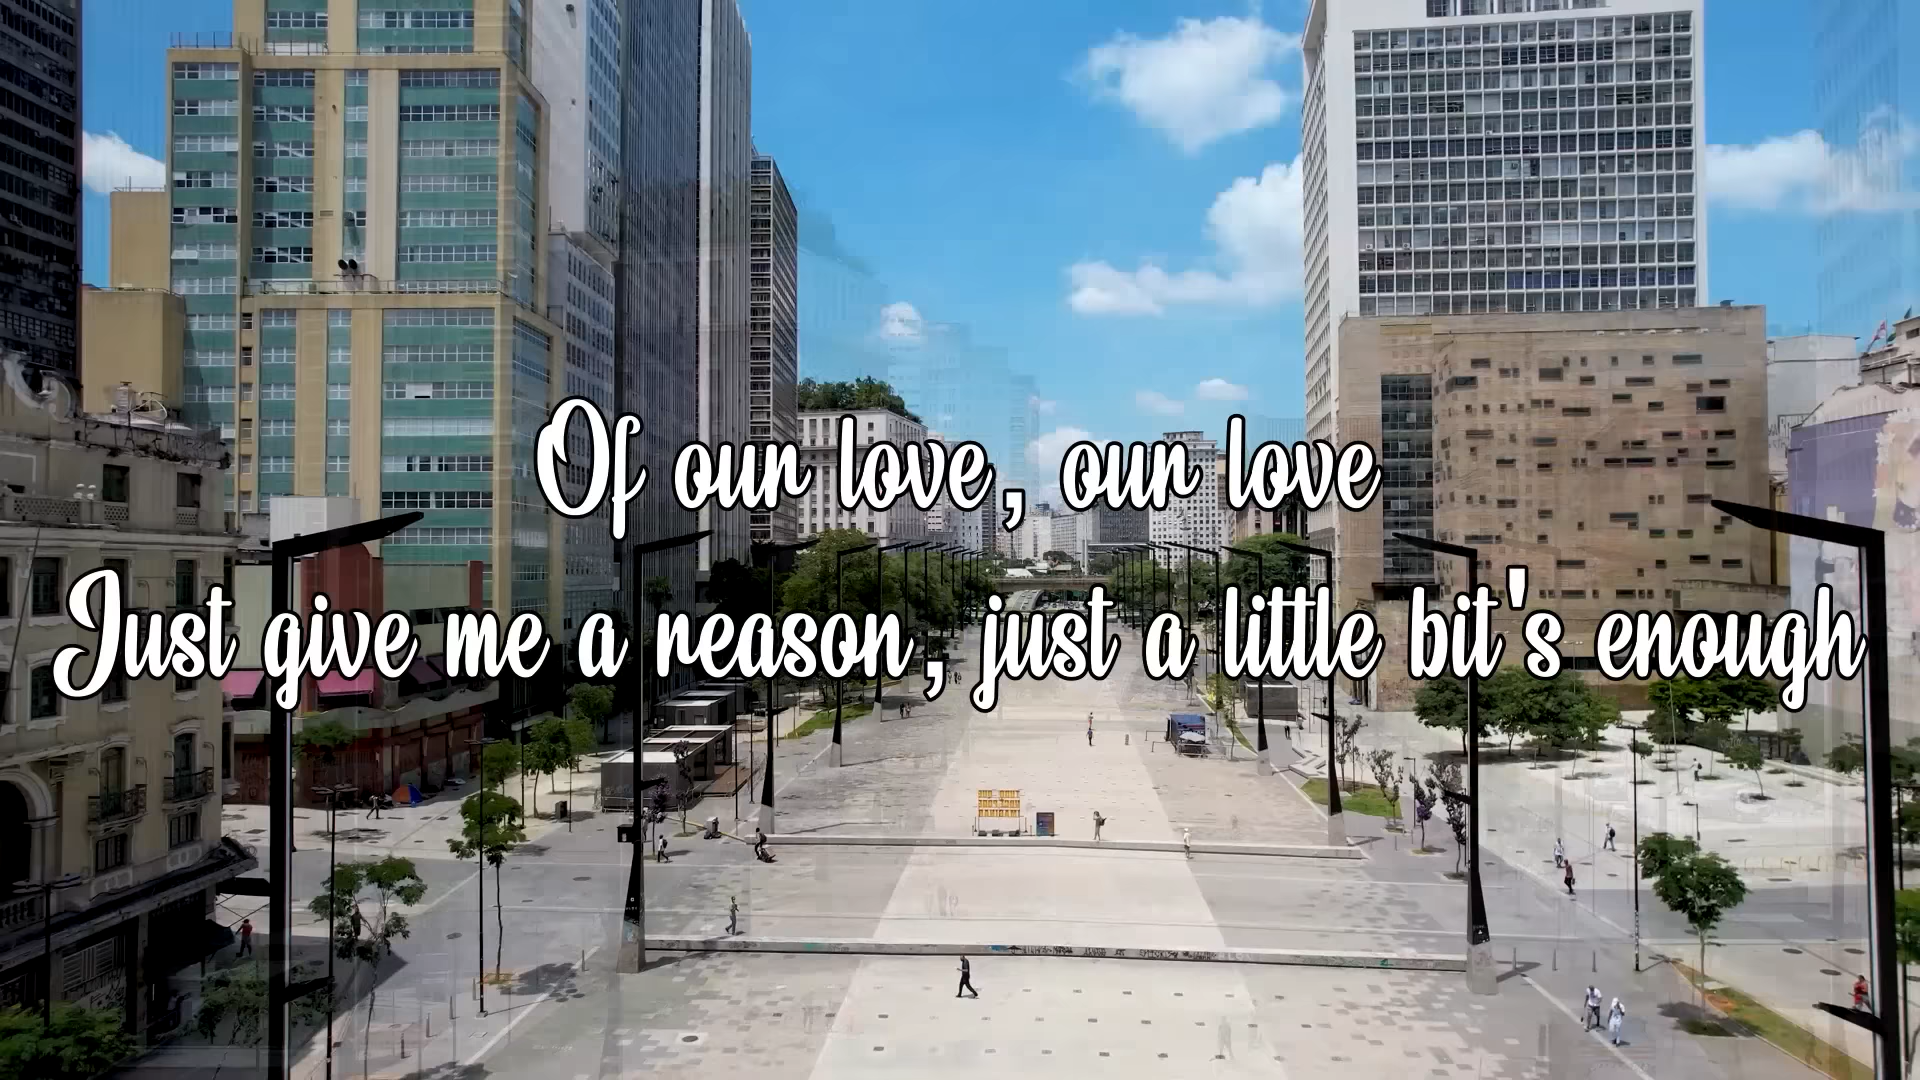 Of our love, our love
Just give me a reason, just a little bit's enough